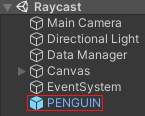 Raycast
Main Camera
Directional Light
Data Manager
Canvas
EventSystem
PENGUIN